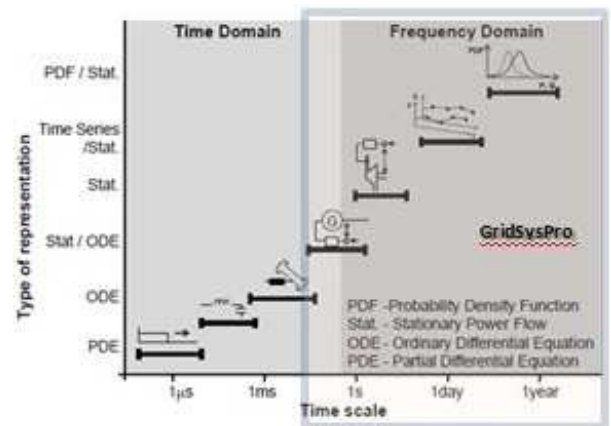 Time Domain
Frequency Domain
PDF / Stat.
Time Series
/Stat.
Stat.
Stat / ODE
ODE
PDE
Type of representation
PDF
P, Q
G
GridSysPro
PDF -Probability Density Function
Stat. - Stationary Power Flow
ODE - Ordinary Differential Equation
PDE - Partial Differential Equation
1µs
1ms
1s
1day
1year
Time scale